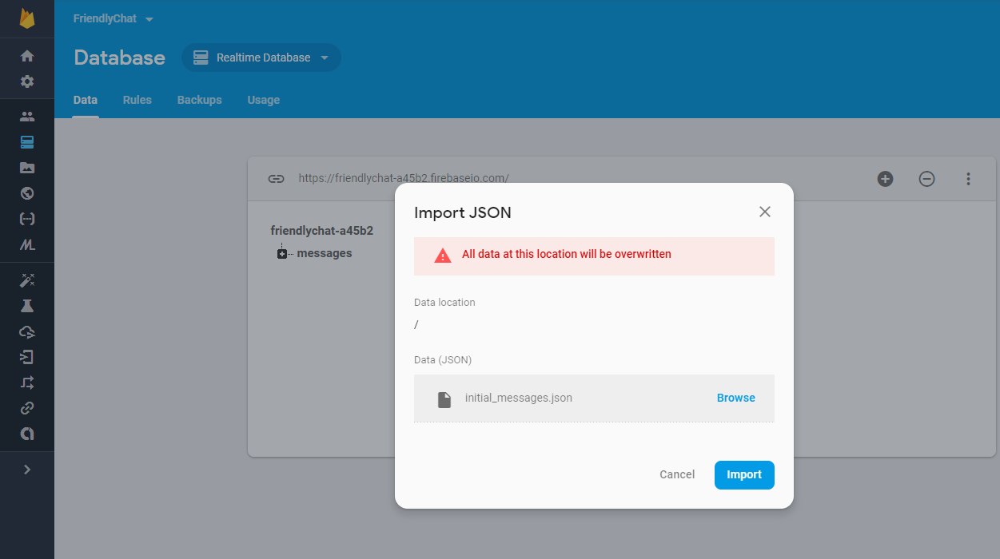 FriendlyChat
Database
Realtime Database
Data
Rules
Backups
Usage
https://friendlychat-a45b2.firebaseio.com/
friendlychat-a45b2
messages
Import JSON
All data at this location will be overwritten
Data location
/
Data (JSON)
initial_messages.json
Browse
Cancel
Import